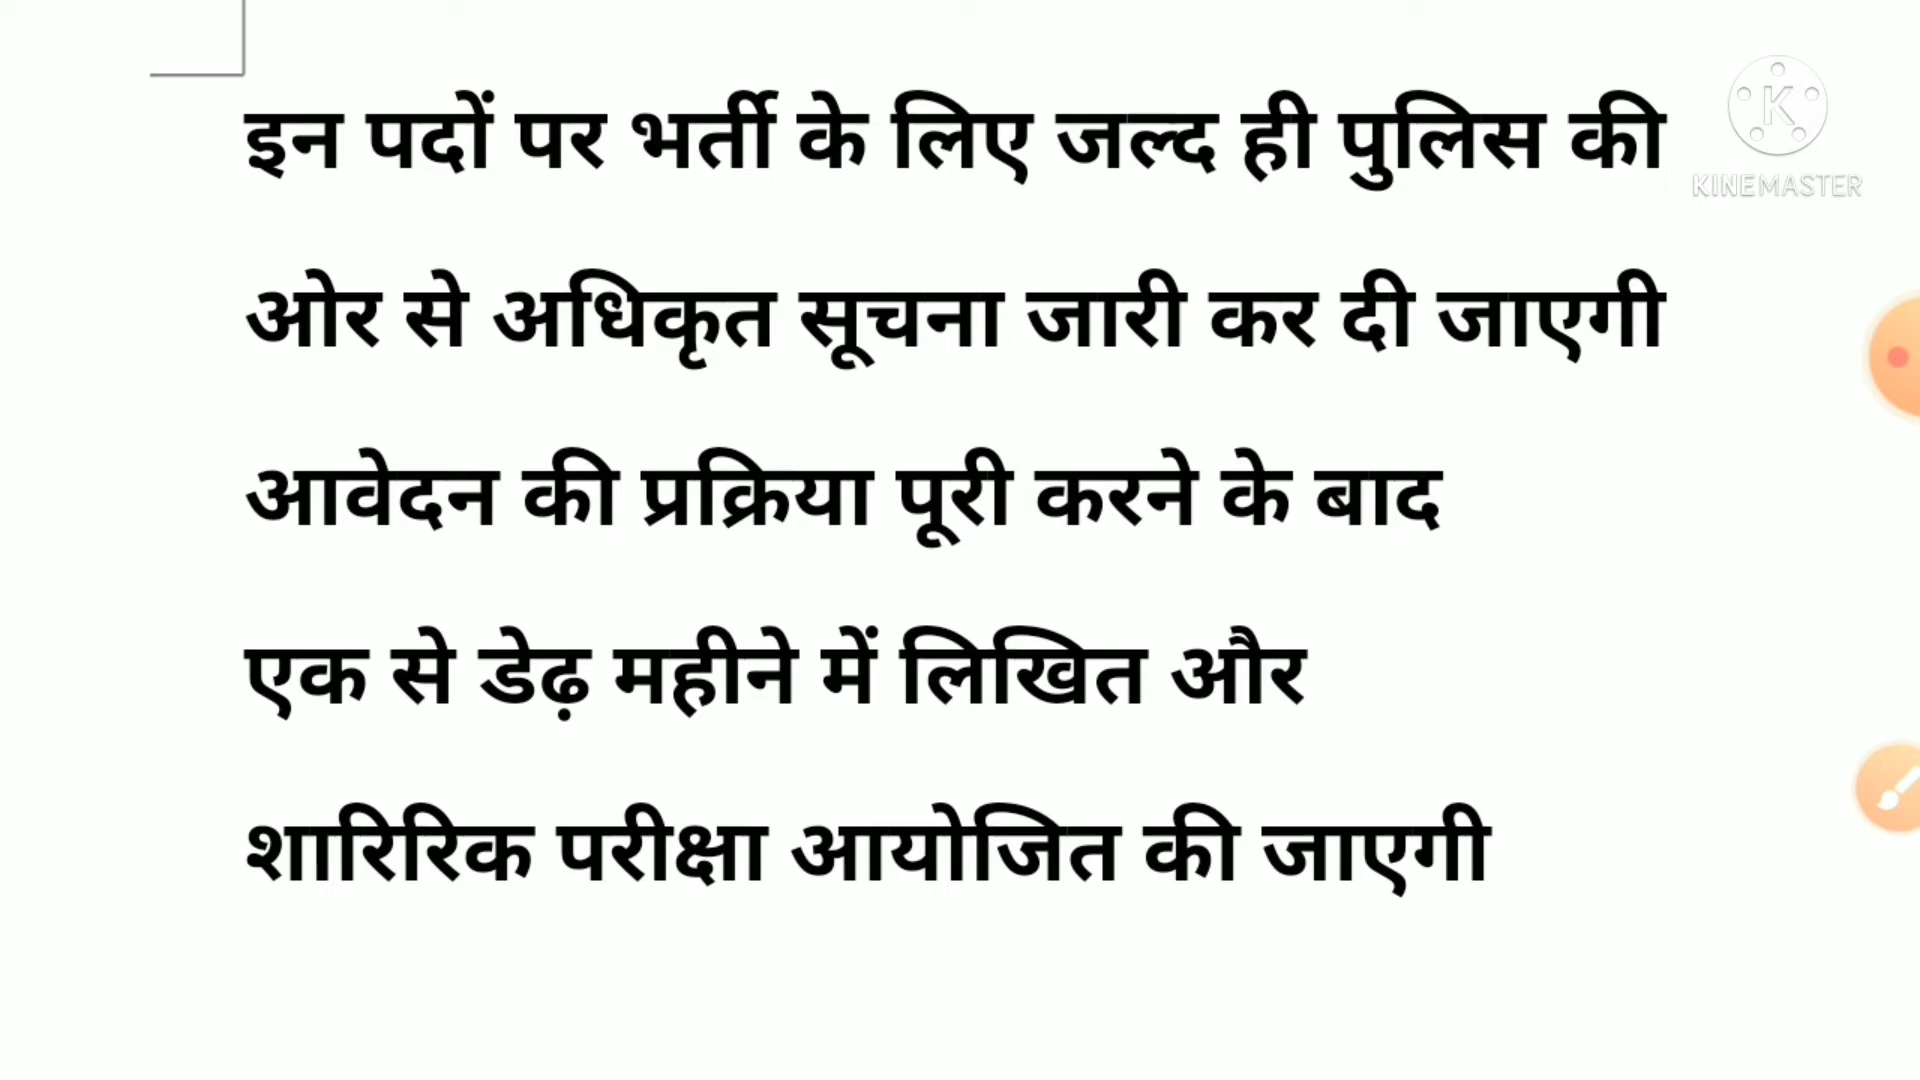 इन पदों पर भर्ती के लिए जल्द ही पुलिस की
ओर से अधिकृत सूचना जारी कर दी जाएगी
आवेदन की प्रक्रिया पूरी करने के बाद
एक से डेढ़ महीने में लिखित और
शारिरिक परीक्षा आयोजित की जाएगी
K
KINEMASTER